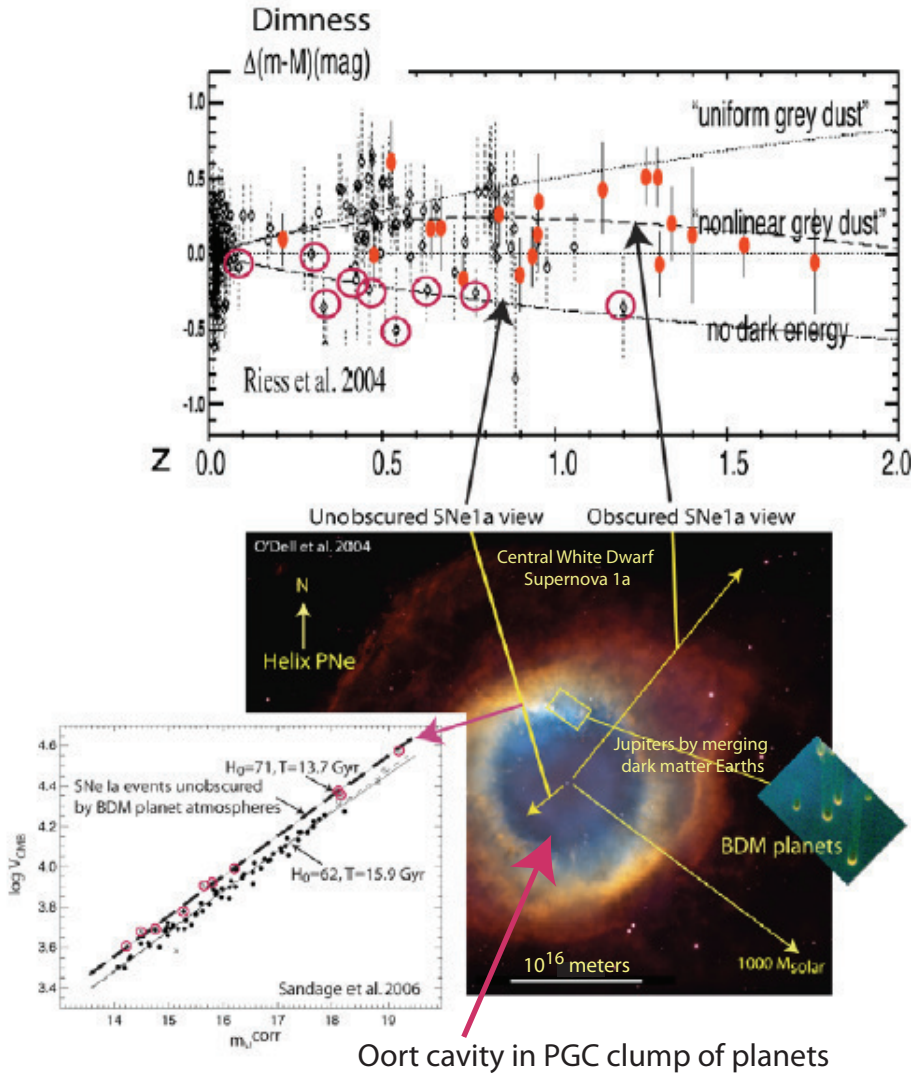 Dimness
Δ(m-M)(mag)
1.0
0.5
0.0
-0.5
-1.0
"uniform grey dust"
"nonlinear grey dust"
no dark energy
Riess et al. 2004
Z
0.0
0.5
1.0
1.5
2.0
Unobscured SNe1a view
Obscured SNe1a view
O'Dell et al. 2004
Central White Dwarf
Supernova 1a
N
Helix PNe
Jupiters by merging
dark matter Earths
BDM planets
10^16 meters
1000 M_solar
4.6
4.4
4.2
4.0
3.8
3.6
3.4
log V_CMB
H_0=71, T=13.7 Gyr
SNe Ia events unobscured
by BDM planet atmospheres
H_0=62, T=15.9 Gyr
Sandage et al. 2006
14
15
16
17
18
19
Oort cavity in PGC clump of planets